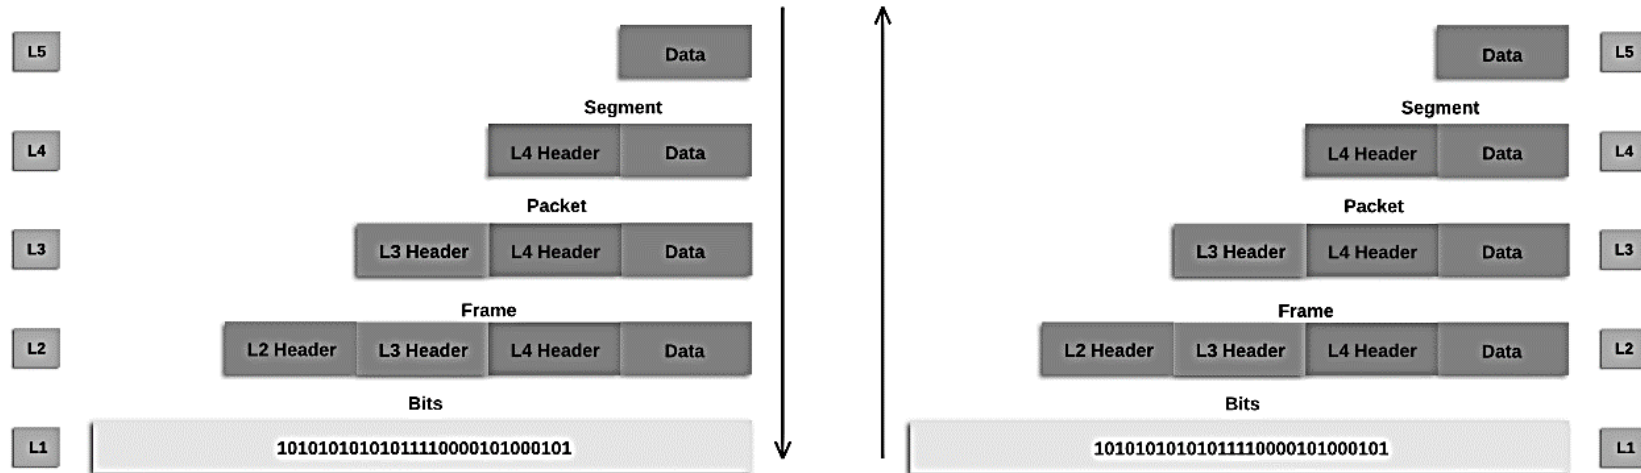 L5 Data Data L5
Segment Segment
L4 L4 Header Data L4 Header Data L4
Packet Packet
L3 L3 Header L4 Header Data L3 Header L4 Header Data L3
Frame Frame
L2 L2 Header L3 Header L4 Header Data L2 Header L3 Header L4 Header Data L2
Bits Bits
L1 101010101010111110000101000101 101010101010111110000101000101 L1